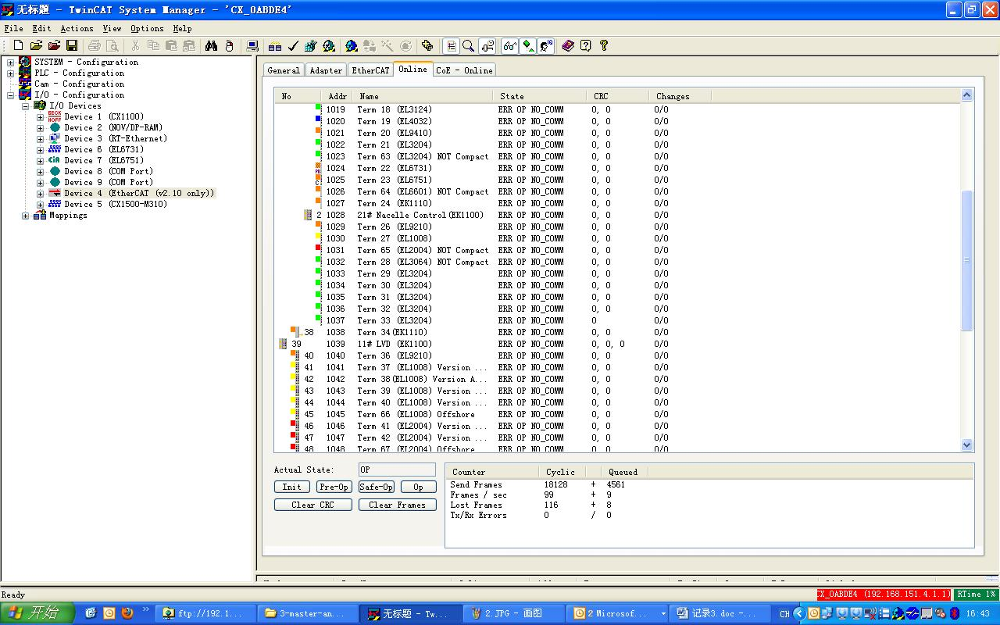 无标题 - TwinCAT System Manager - 'CX_0ABDE4'
File Edit Actions View Options Help
SYSTEM - Configuration
PLC - Configuration
Cam - Configuration
I/O - Configuration
I/O Devices
Device 1 (CX1100)
Device 2 (NOV/DP-RAM)
Device 3 (RT-Ethernet)
Device 6 (EL6731)
Device 7 (EL6751)
Device 8 (COM Port)
Device 9 (COM Port)
Device 4 (EtherCAT (v2.10 only))
Device 5 (CX1500-M310)
Mappings
General Adapter EtherCAT Online CoE - Online
No Addr Name State CRC Changes
1019 Term 18 (EL3124) ERR OP NO_COMM 0, 0 0/0
1020 Term 19 (EL4032) ERR OP NO_COMM 0, 0 0/0
1021 Term 20 (EL9410) ERR OP NO_COMM 0, 0 0/0
1022 Term 21 (EL3204) ERR OP NO_COMM 0, 0 0/0
1023 Term 63 (EL3204) NOT Compact ERR OP NO_COMM 0, 0 0/0
1024 Term 22 (EL6731) ERR OP NO_COMM 0, 0 0/0
1025 Term 23 (EL6751) ERR OP NO_COMM 0, 0 0/0
1026 Term 64 (EL6601) NOT Compact ERR OP NO_COMM 0, 0 0/0
1027 Term 24 (EK1110) ERR OP NO_COMM 0, 0 0/0
2 1028 21# Nacelle Control(EK1100) ERR OP NO_COMM 0, 0 0/0
1029 Term 26 (EL9210) ERR OP NO_COMM 0, 0 0/0
1030 Term 27 (EL1008) ERR OP NO_COMM 0, 0 0/0
1031 Term 65 (EL2004) NOT Compact ERR OP NO_COMM 0, 0 0/0
1032 Term 28 (EL3064) NOT Compact ERR OP NO_COMM 0, 0 0/0
1033 Term 29 (EL3204) ERR OP NO_COMM 0, 0 0/0
1034 Term 30 (EL3204) ERR OP NO_COMM 0, 0 0/0
1035 Term 31 (EL3204) ERR OP NO_COMM 0, 0 0/0
1036 Term 32 (EL3204) ERR OP NO_COMM 0, 0 0/0
1037 Term 33 (EL3204) ERR OP NO_COMM 0 0/0
38 1038 Term 34(EK1110) ERR OP NO_COMM 0, 0 0/0
39 1039 11# LVD (EK1100) ERR OP NO_COMM 0, 0, 0 0/0
40 1040 Term 36 (EL9210) ERR OP NO_COMM 0, 0 0/0
41 1041 Term 37 (EL1008) Version ... ERR OP NO_COMM 0, 0 0/0
42 1042 Term 38(EL1008) Version A... ERR OP NO_COMM 0, 0 0/0
43 1043 Term 39 (EL1008) Version ... ERR OP NO_COMM 0, 0 0/0
44 1044 Term 40 (EL1008) Version ... ERR OP NO_COMM 0, 0 0/0
45 1045 Term 66 (EL1008) Offshore ERR OP NO_COMM 0, 0 0/0
46 1046 Term 41 (EL2004) Version ... ERR OP NO_COMM 0, 0 0/0
47 1047 Term 42 (EL2004) Version ... ERR OP NO_COMM 0, 0 0/0
48 1048 Term 67 (EL2004) Offshore ERR OP NO_COMM 0, 0 0/0
Actual State: OP
Init Pre-Op Safe-Op Op
Clear CRC Clear Frames
Counter Cyclic Queued
Send Frames 18128 + 4561
Frames / sec 99 + 9
Lost Frames 116 + 8
Tx/Rx Errors 0 / 0
Ready CX_0ABDE4 (192.168.151.4.1.1) RTime 1%
开始 ftp://192.1... 3-master-an... 无标题 - Tw... 2.JPG - 画图 2 Microsof... 记录3.doc -... CH 16:43